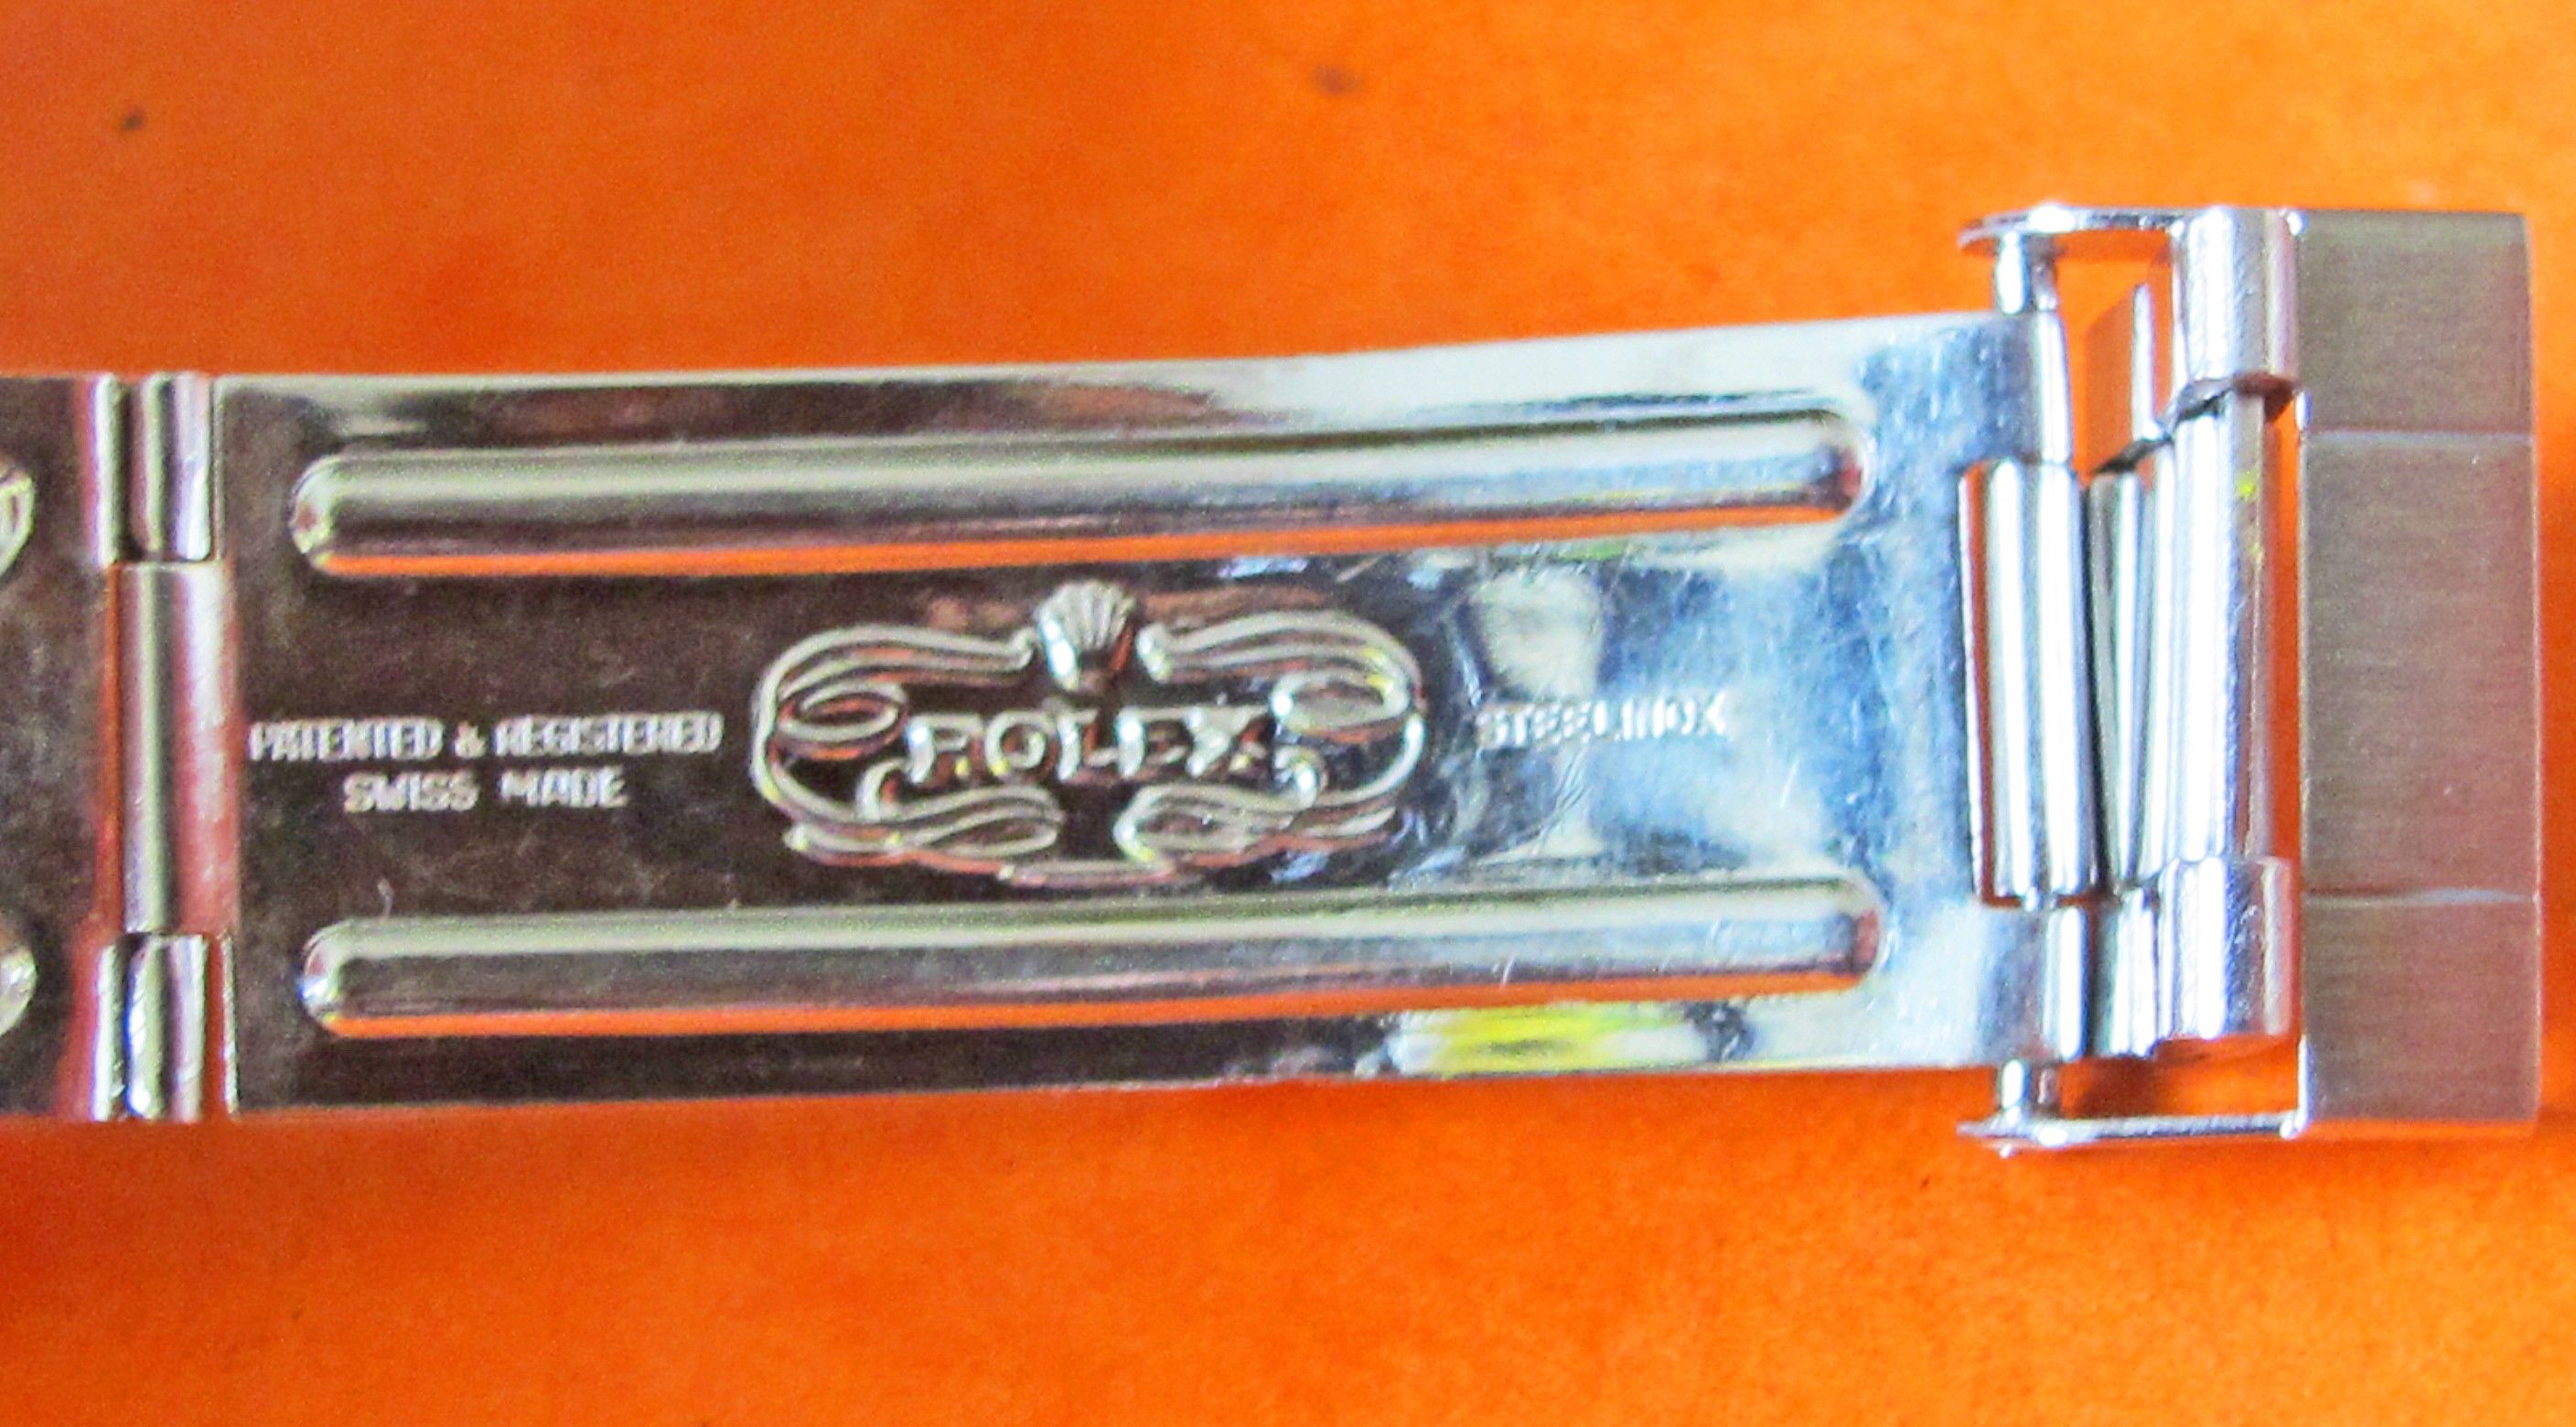 PATENTED & REGISTERED
SWISS MADE
ROLEX
STEELINOX